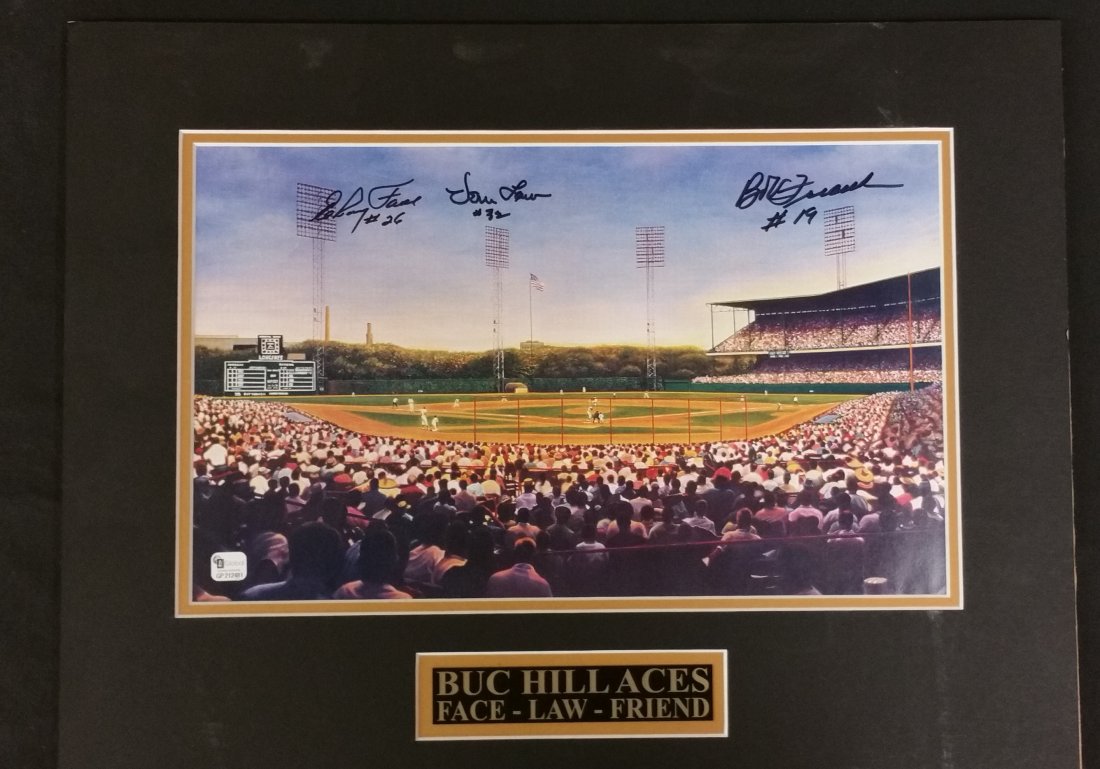 ElRoy Face
#26
Vern Law
#32
Bob Friend
#19
BUC HILL ACES
FACE - LAW - FRIEND